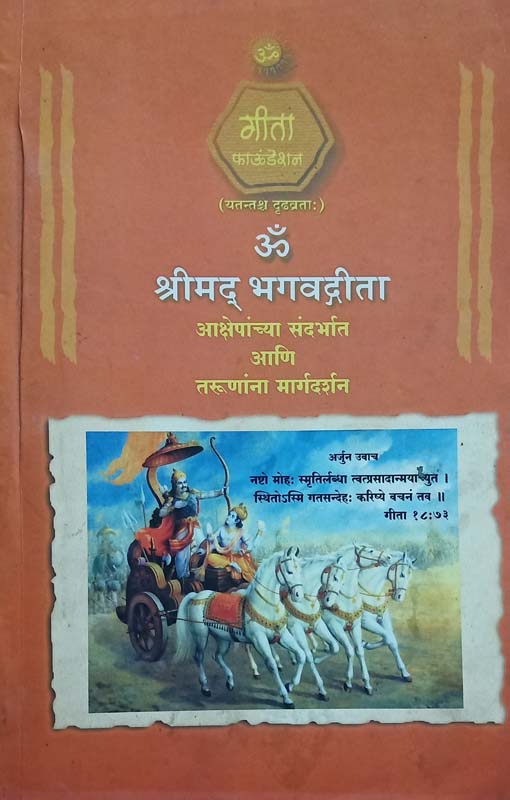 ॐ
गीता
फाऊंडेशन
(यतन्तश्च दृढव्रताः)
ॐ
श्रीमद् भगवद्गीता
आक्षेपांच्या संदर्भात
आणि
तरूणांना मार्गदर्शन
अर्जुन उवाच
नष्टो मोहः स्मृतिर्लब्धा त्वत्प्रसादान्मयाच्युत ।
स्थितोऽस्मि गतसन्देहः करिष्ये वचनं तव ॥
गीता १८:७३